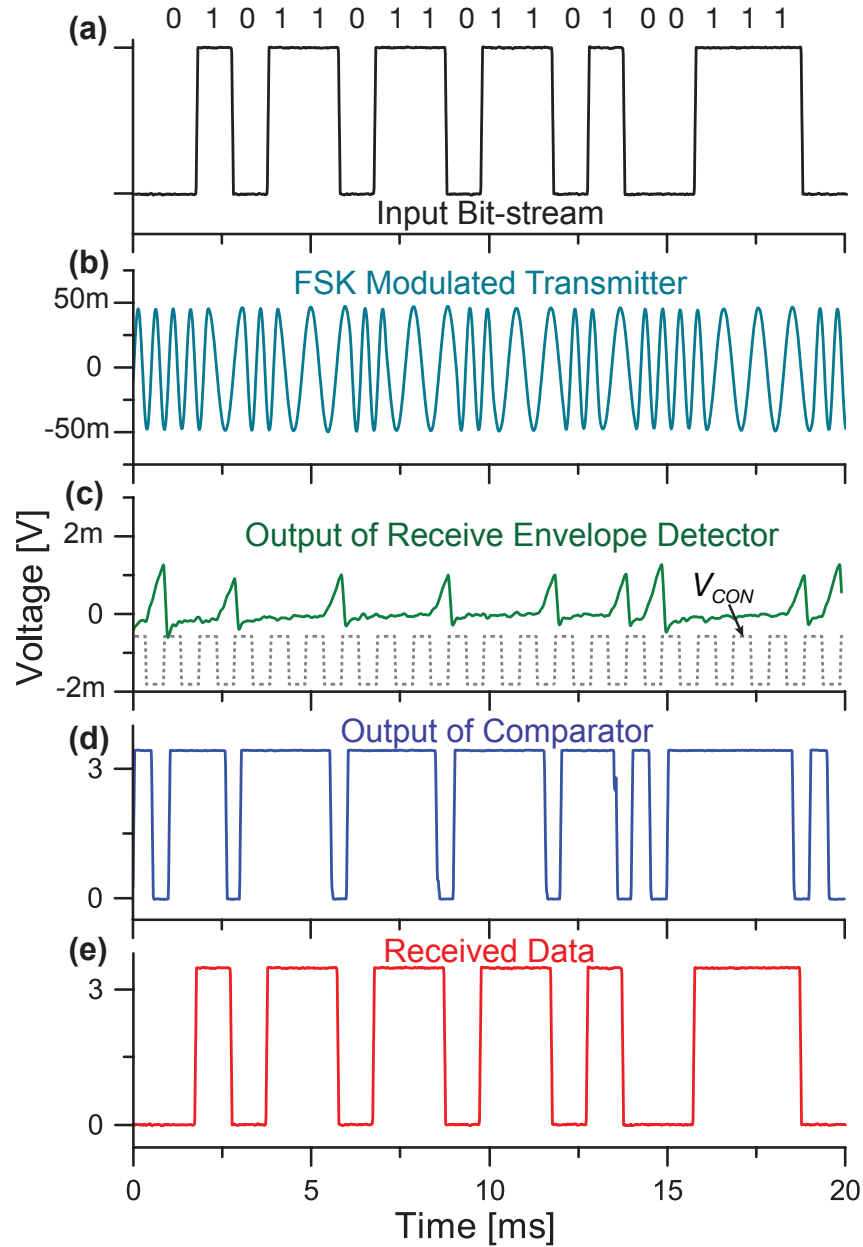 (a) 0 1 0 1 1 0 1 1 0 1 1 0 1 0 0 1 1 1
Input Bit-stream
(b)
FSK Modulated Transmitter
50m
0
-50m
(c)
Output of Receive Envelope Detector
2m
0
-2m
VCON
Voltage [V]
(d)
Output of Comparator
3
0
(e)
Received Data
3
0
0 5 10 15 20
Time [ms]